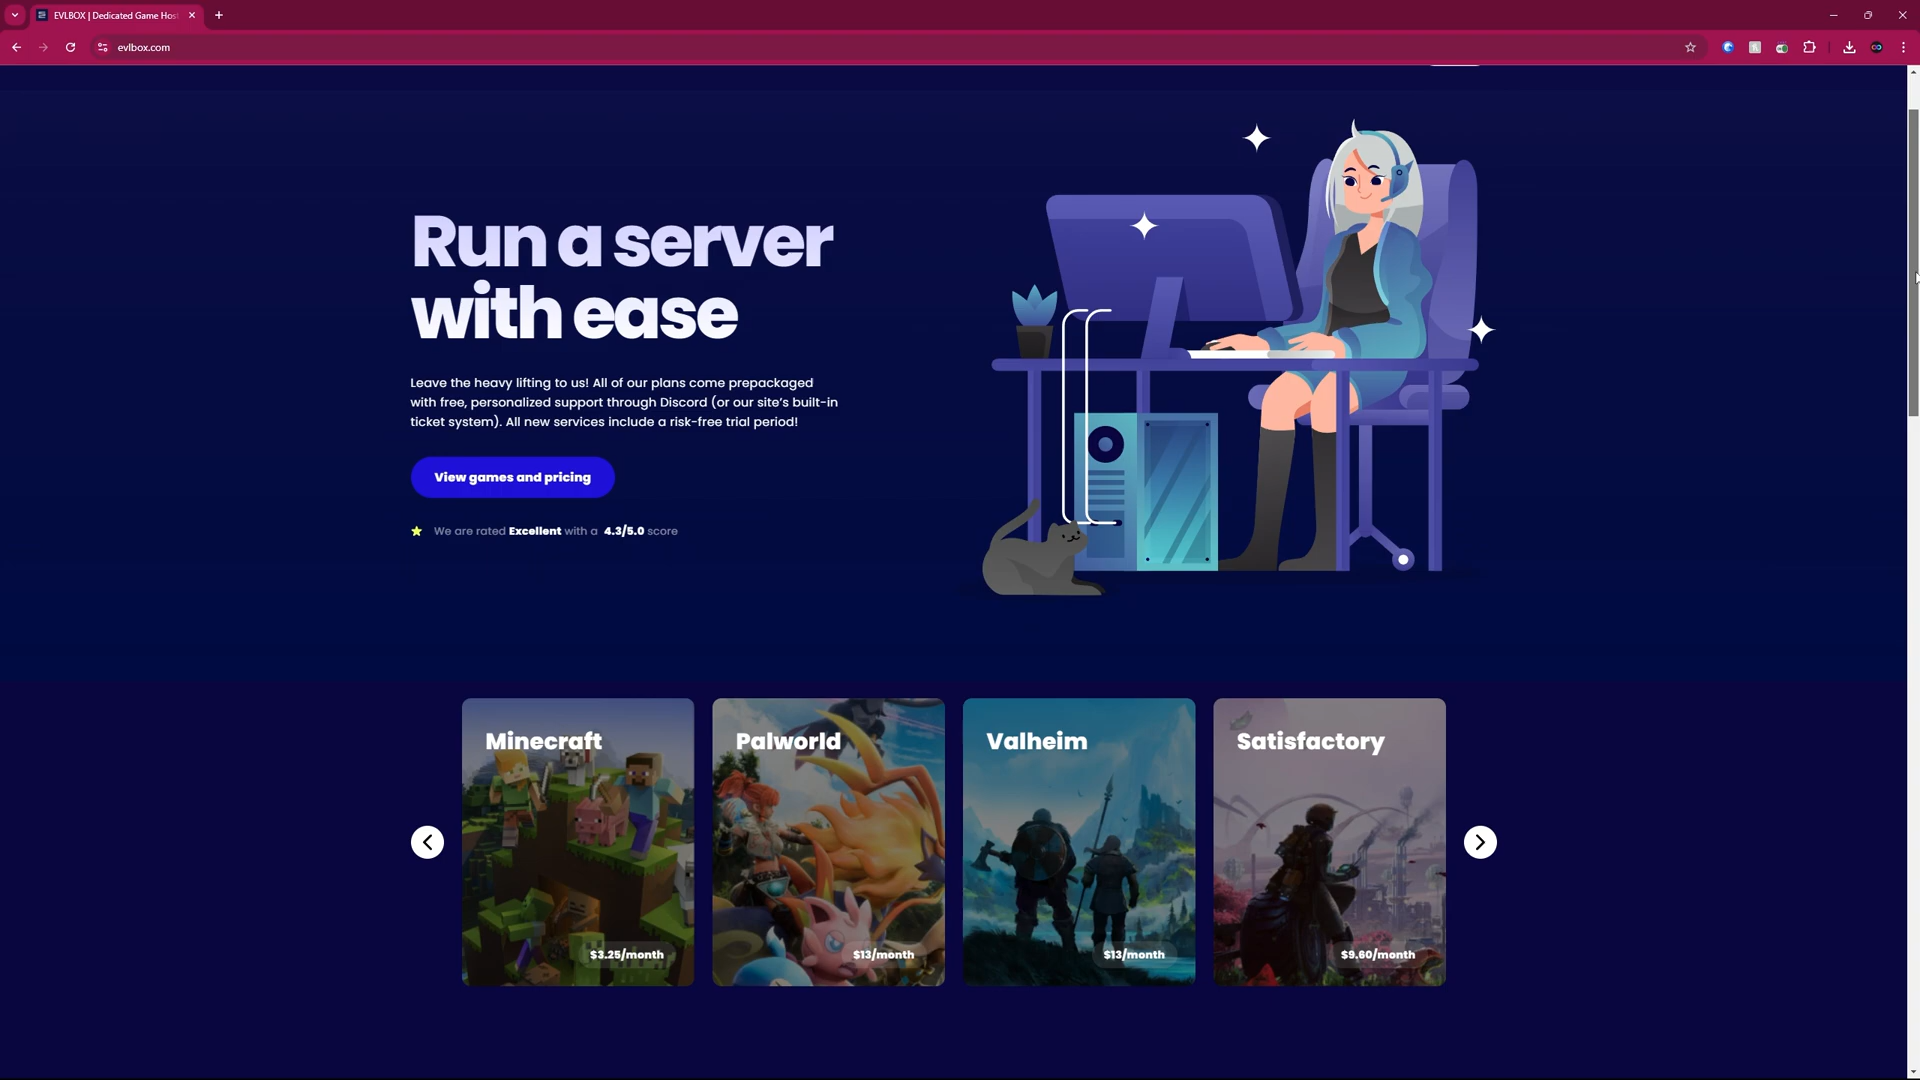 EVLBOX | Dedicated Game Hos
evlbox.com
Run a server
with ease
Leave the heavy lifting to us! All of our plans come prepackaged
with free, personalized support through Discord (or our site's built-in
ticket system). All new services include a risk-free trial period!
View games and pricing
We are rated Excellent with a 4.3/5.0 score
Minecraft
Palworld
Valheim
Satisfactory
$3.25/month
$13/month
$13/month
$9.60/month